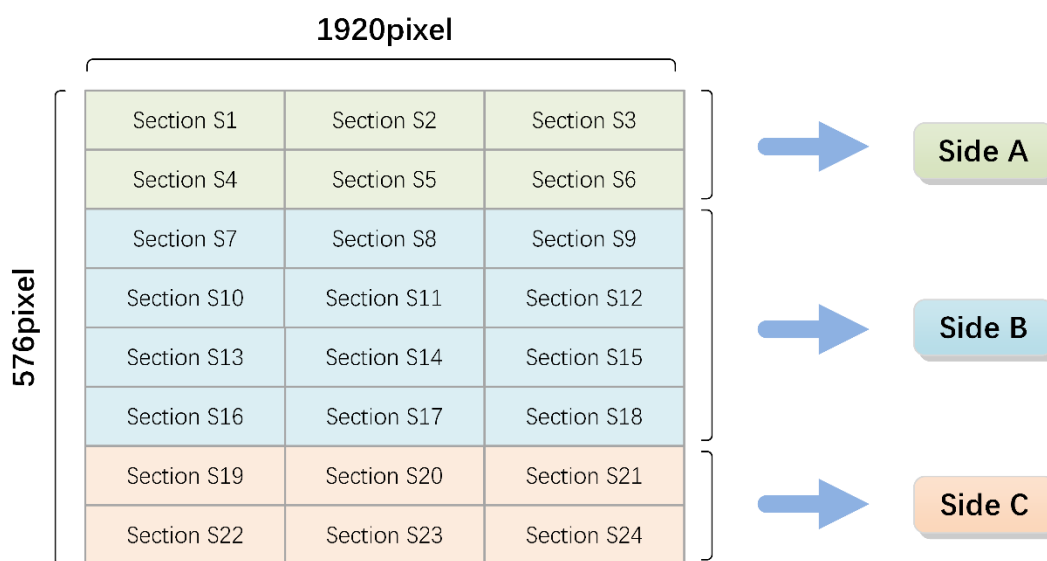 1920pixel
576pixel
Section S1
Section S2
Section S3
Section S4
Section S5
Section S6
Side A
Section S7
Section S8
Section S9
Section S10
Section S11
Section S12
Section S13
Section S14
Section S15
Section S16
Section S17
Section S18
Side B
Section S19
Section S20
Section S21
Section S22
Section S23
Section S24
Side C